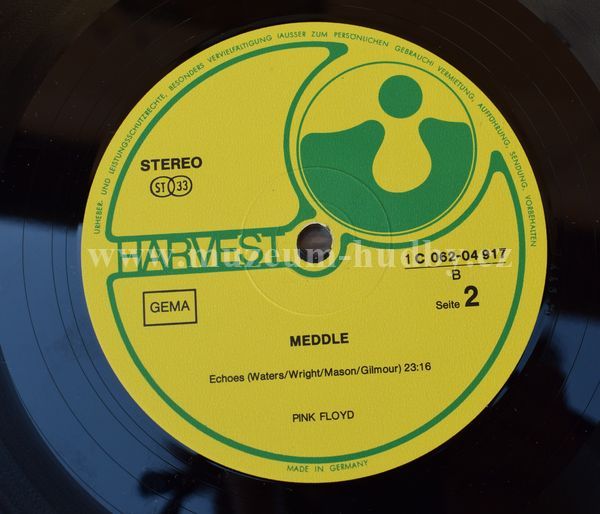 URHEBER- UND LEISTUNGSSCHUTZRECHTE, BESONDERS VERVIELFÄLTIGUNG (AUSSER ZUM PERSÖNLICHEN GEBRAUCH) VERMIETUNG, AUFFÜHRUNG, SENDUNG, VORBEHALTEN
STEREO
ST 33
HARVEST
www.muzeum-hudby.cz
1 C 062-04 917
B
GEMA
Seite 2
MEDDLE
Echoes (Waters/Wright/Mason/Gilmour) 23:16
PINK FLOYD
MADE IN GERMANY